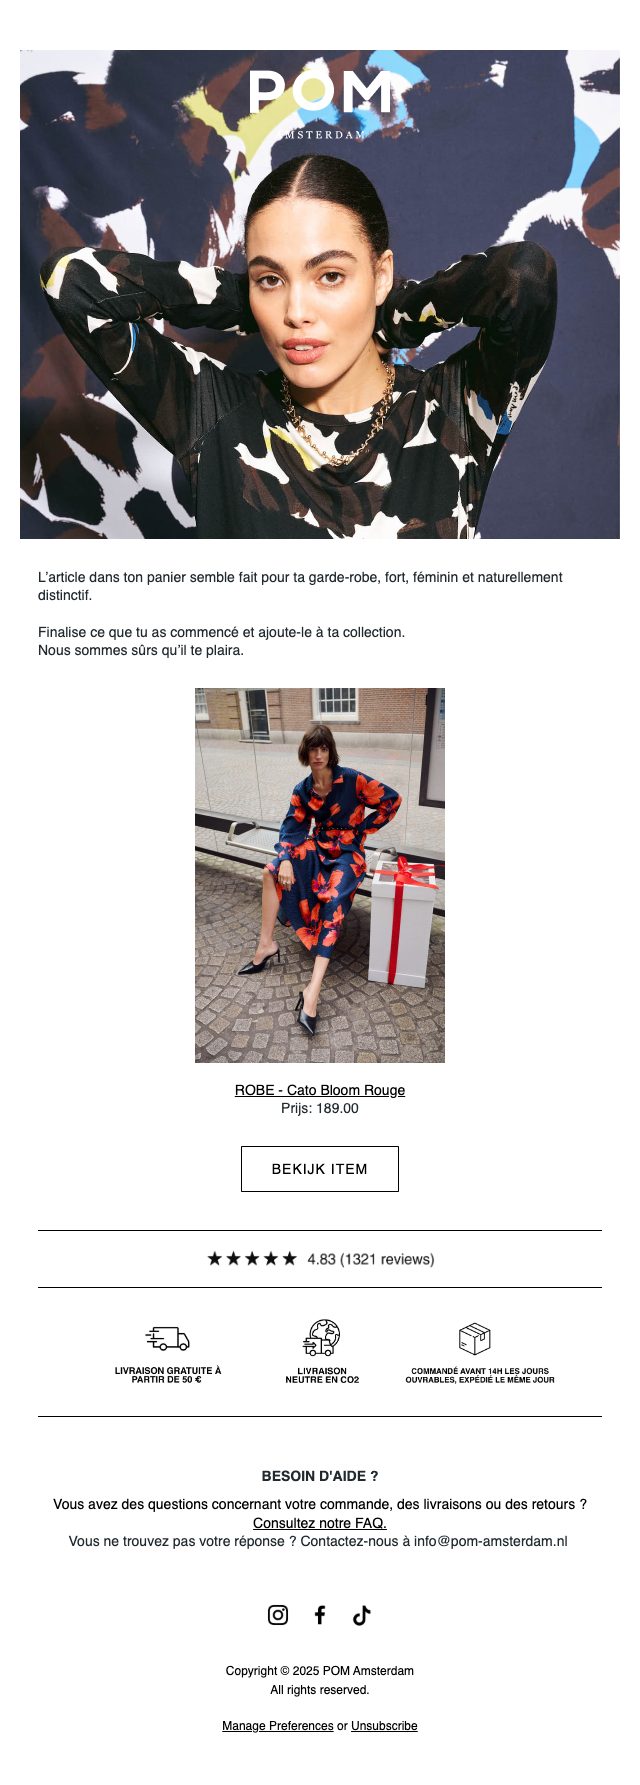 POM
AMSTERDAM
L’article dans ton panier semble fait pour ta garde-robe, fort, féminin et naturellement
distinctif.
Finalise ce que tu as commencé et ajoute-le à ta collection.
Nous sommes sûrs qu’il te plaira.
ROBE - Cato Bloom Rouge
Prijs: 189.00
BEKIJK ITEM
4.83 (1321 reviews)
LIVRAISON GRATUITE À
PARTIR DE 50 €
LIVRAISON
NEUTRE EN CO2
COMMANDÉ AVANT 14H LES JOURS
OUVRABLES, EXPÉDIÉ LE MÊME JOUR
BESOIN D'AIDE ?
Vous avez des questions concernant votre commande, des livraisons ou des retours ?
Consultez notre FAQ.
Vous ne trouvez pas votre réponse ? Contactez-nous à info@pom-amsterdam.nl
Copyright © 2025 POM Amsterdam
All rights reserved.
Manage Preferences or Unsubscribe